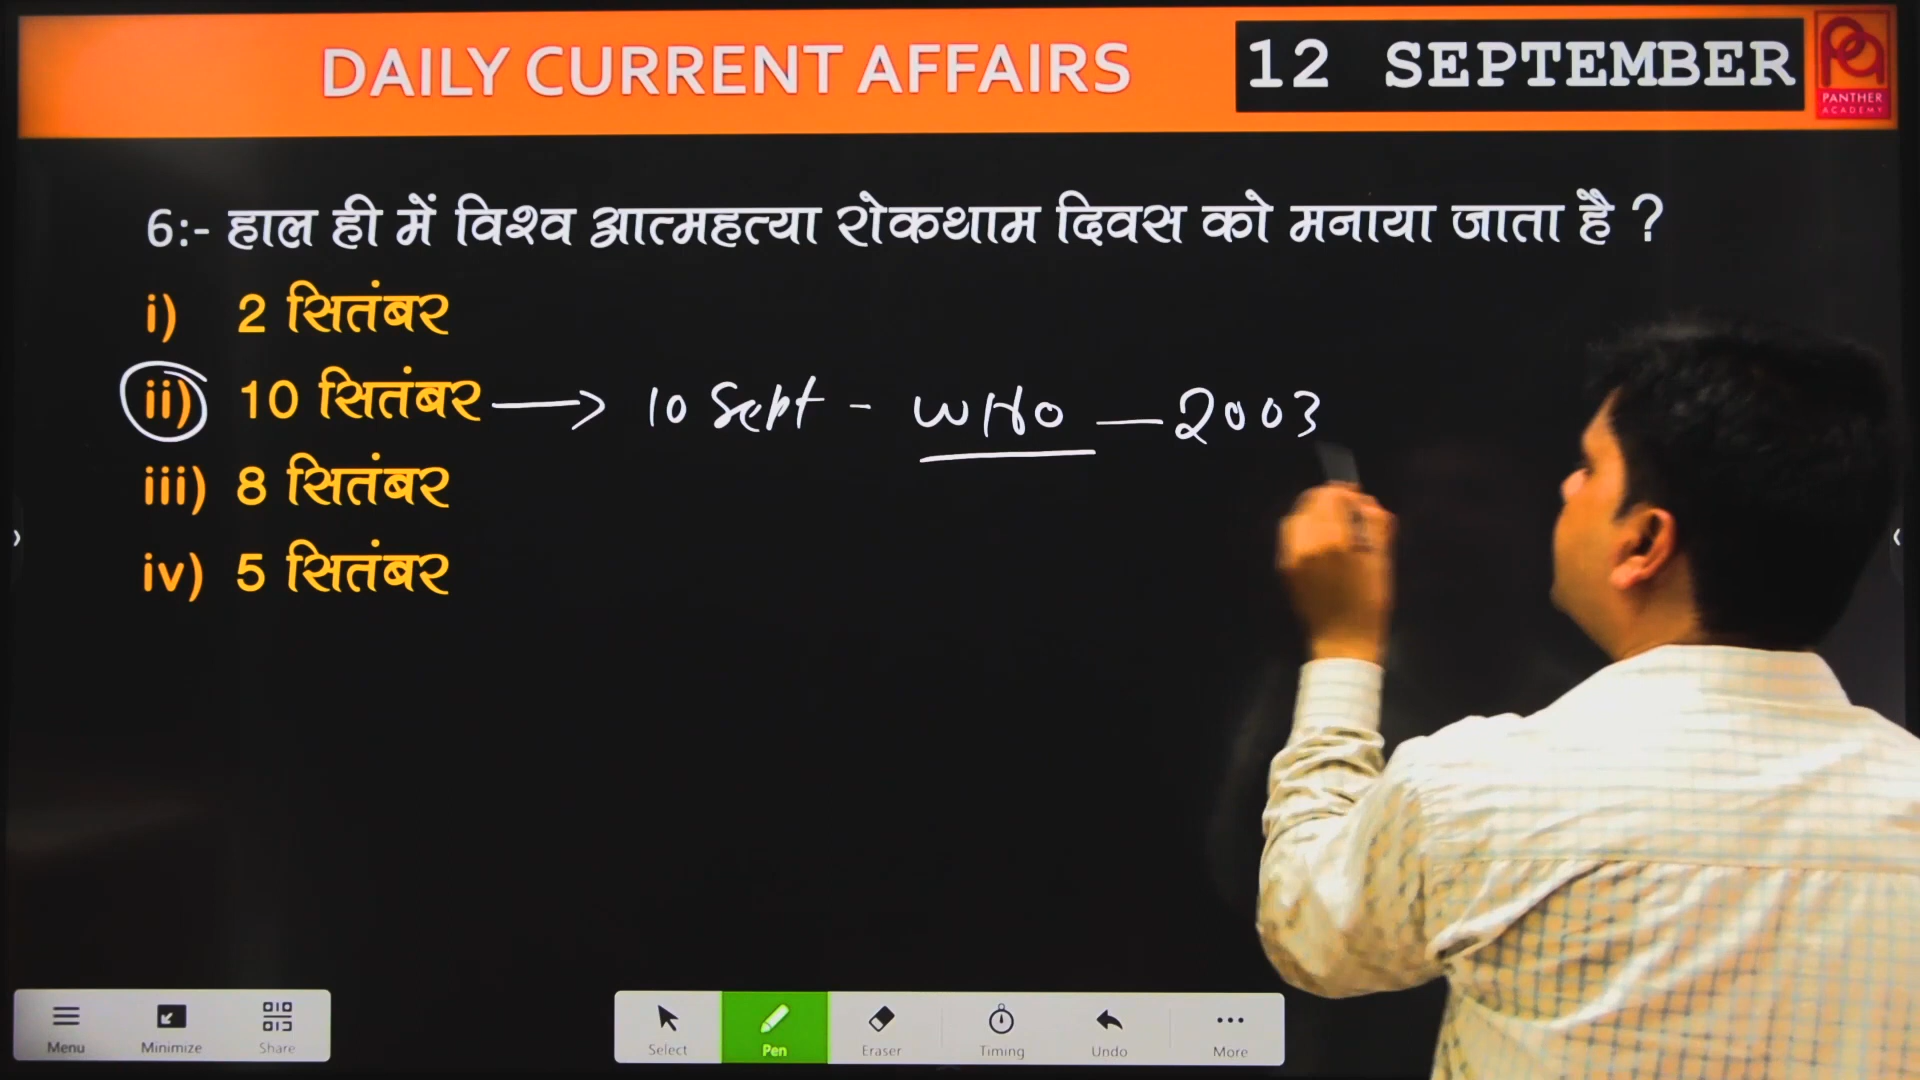 DAILY CURRENT AFFAIRS
12 SEPTEMBER
PANTHER
ACADEMY
6:- हाल ही में विश्व आत्महत्या रोकथाम दिवस को मनाया जाता है ?
i) 2 सितंबर
ii) 10 सितंबर → 10 Sept - WHO — 2003
iii) 8 सितंबर
iv) 5 सितंबर
Menu Minimize Share Select Pen Eraser Timing Undo More